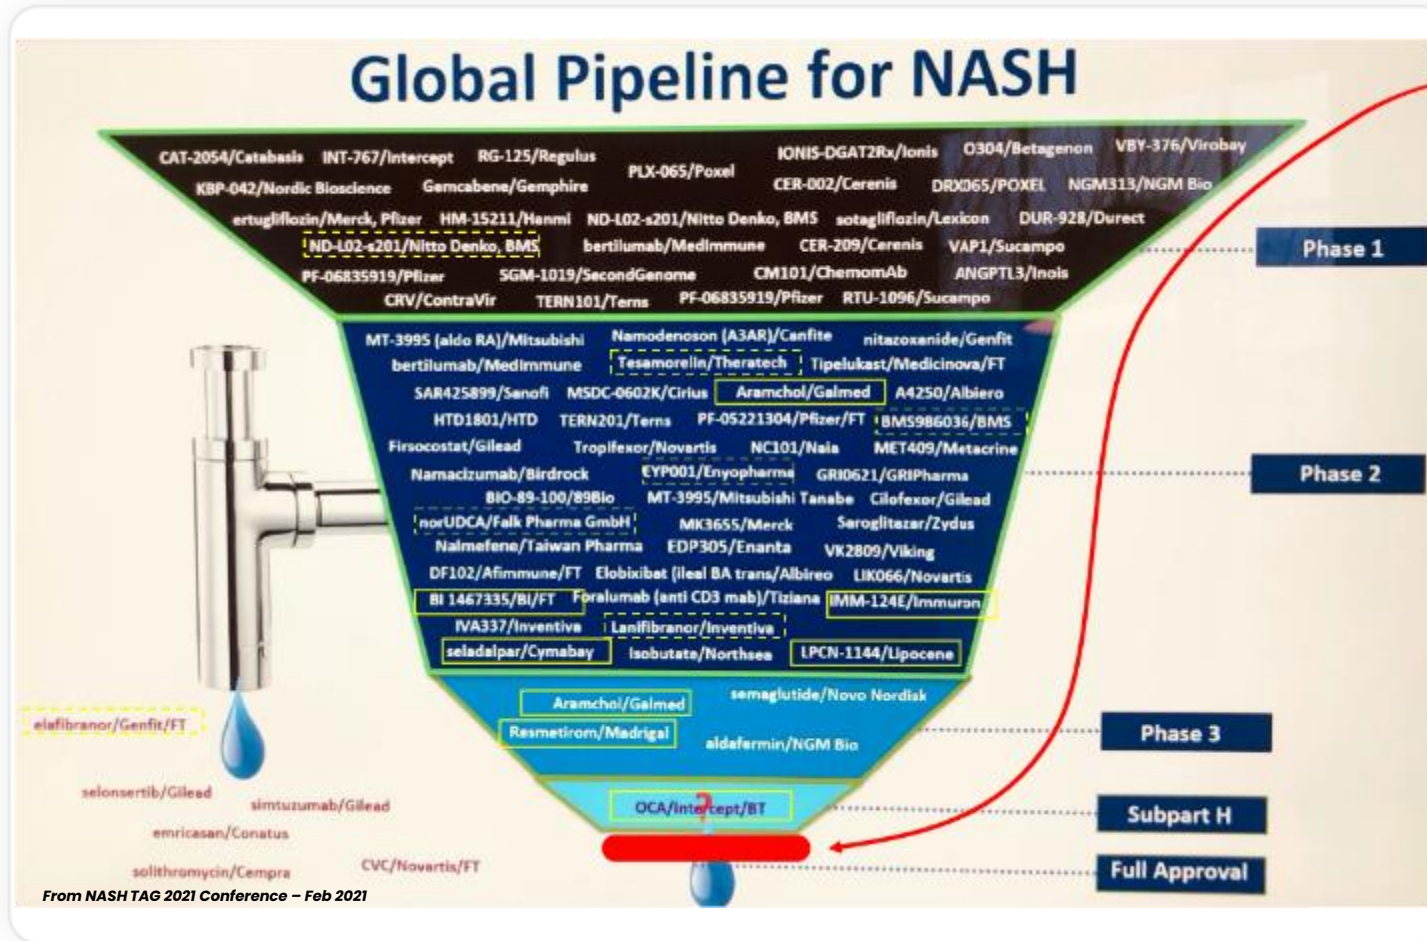 Global Pipeline for NASH
CAT-2054/Catabasis INT-767/Intercept RG-125/Regulus PLX-065/Poxel IONIS-DGAT2Rx/Ionis O304/Betagenon VBY-376/Virobay
KBP-042/Nordic Bioscience Gemcabene/Gemphire CER-002/Cerenis DRX065/POXEL NGM313/NGM Bio
ertugliflozin/Merck, Pfizer HM-15211/Hanmi ND-L02-s201/Nitto Denko, BMS sotagliflozin/Lexicon DUR-928/Durect
ND-L02-s201/Nitto Denko, BMS bertilumab/MedImmune CER-209/Cerenis VAP1/Sucampo
Phase 1
PF-06835919/Pfizer SGM-1019/SecondGenome CM101/ChemomAb ANGPTL3/Inois
CRV/ContraVir TERN101/Terns PF-06835919/Pfizer RTU-1096/Sucampo
MT-3995 (aldo RA)/Mitsubishi Namodenoson (A3AR)/Canfite nitazoxanide/Genfit
bertilumab/MedImmune Tesamorelin/Theratech Tipelukast/Medicinova/FT
SAR425899/Sanofi MSDC-0602K/Cirius Aramchol/Galmed A4250/Albiero
HTD1801/HTD TERN201/Terns PF-05221304/Pfizer/FT BMS986036/BMS
Firsocostat/Gilead Tropifexor/Novartis NC101/Naia MET409/Metacrine
Namacizumab/Birdrock EYP001/Enyopharma GRI0621/GRIPharma
Phase 2
BIO-89-100/89Bio MT-3995/Mitsubishi Tanabe Cilofexor/Gilead
norUDCA/Falk Pharma GmbH MK3655/Merck Saroglitazar/Zydus
Nalmefene/Taiwan Pharma EDP305/Enanta VK2809/Viking
DF102/Afimmune/FT Elobixibat (ileal BA trans/Albireo LIK066/Novartis
BI 1467335/BI/FT Foralumab (anti CD3 mab)/Tiziana IMM-124E/Immuron
IVA337/Inventiva Lanifibranor/Inventiva
seladelpar/Cymabay Isobutate/Northsea LPCN-1144/Lipocene
Aramchol/Galmed semaglutide/Novo Nordisk
Resmetirom/Madrigal aldafermin/NGM Bio
Phase 3
elafibranor/Genfit/FT
selonsertib/Gilead simtuzumab/Gilead
OCA/Intercept/BT
?
Subpart H
emricasan/Conatus
solithromycin/Cempra CVC/Novartis/FT
Full Approval
From NASH TAG 2021 Conference – Feb 2021